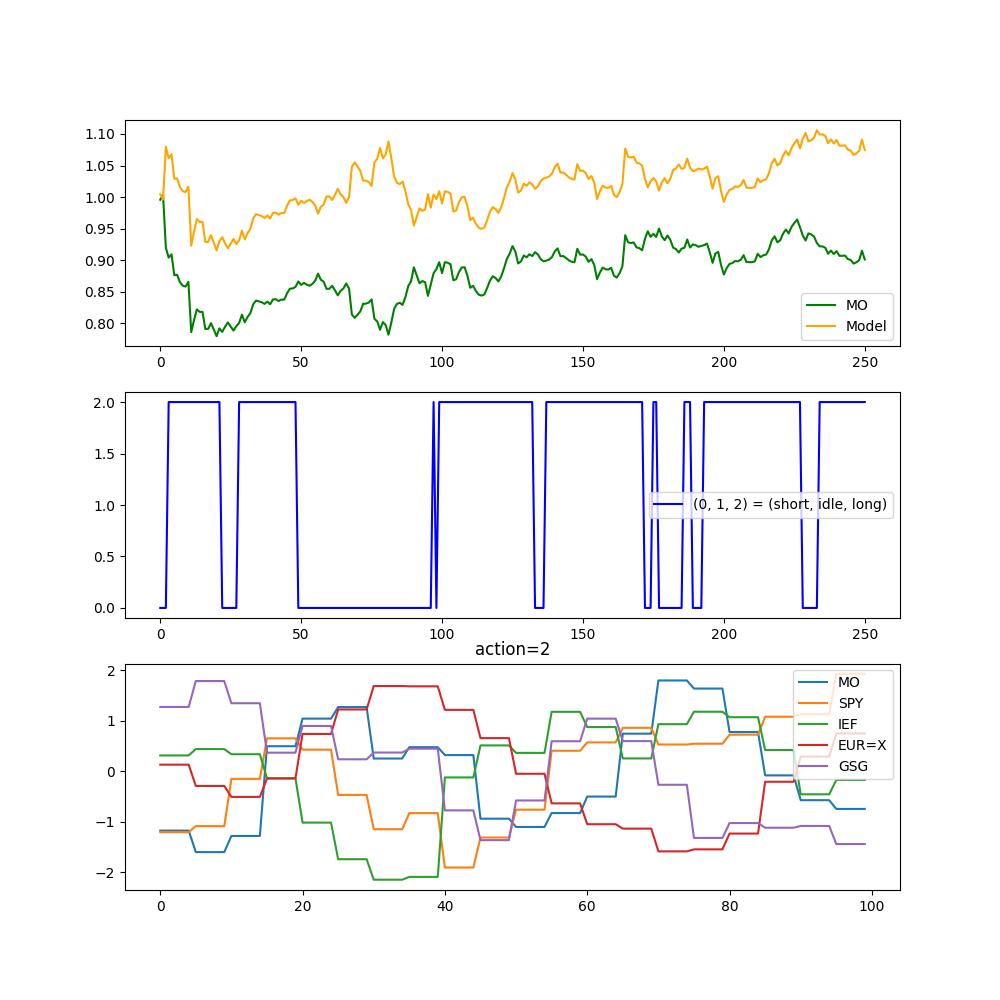 1.10
1.05
1.00
0.95
0.90
0.85
0.80
MO
Model
0 50 100 150 200 250
2.0
1.5
1.0
0.5
0.0
(0, 1, 2) = (short, idle, long)
0 50 100 150 200 250
action=2
2
1
0
−1
−2
MO
SPY
IEF
EUR=X
GSG
0 20 40 60 80 100